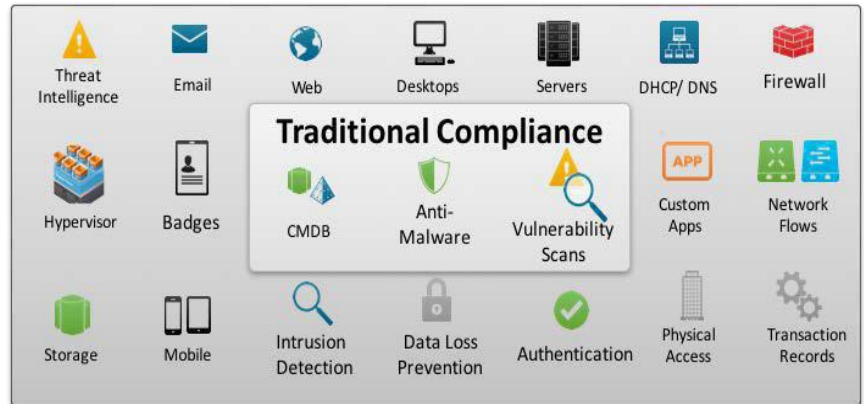 Threat
Intelligence
Email
Web
Desktops
Servers
DHCP/ DNS
Firewall
Traditional Compliance
Hypervisor
Badges
CMDB
Anti-
Malware
Vulnerability
Scans
APP
Custom
Apps
Network
Flows
Storage
Mobile
Intrusion
Detection
Data Loss
Prevention
Authentication
Physical
Access
Transaction
Records